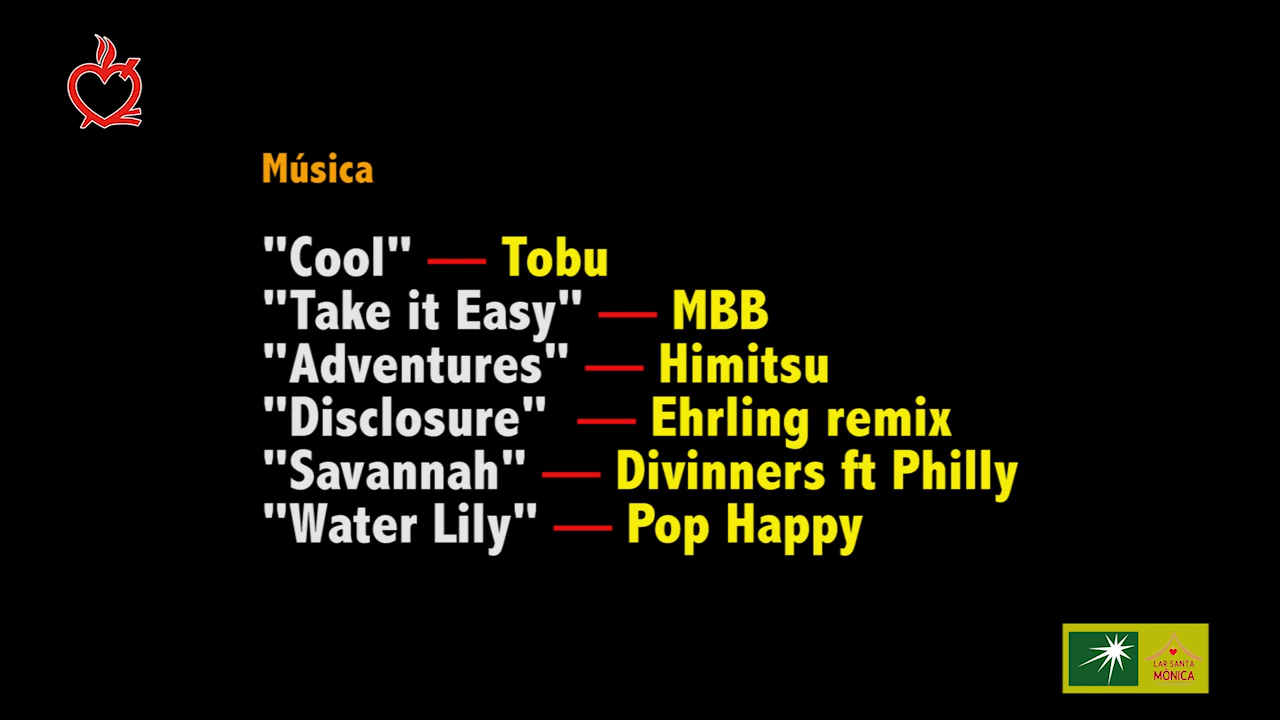 Música
"Cool" — Tobu
"Take it Easy" — MBB
"Adventures" — Himitsu
"Disclosure" — Ehrling remix
"Savannah" — Divinners ft Philly
"Water Lily" — Pop Happy
LAR SANTA
MÔNICA